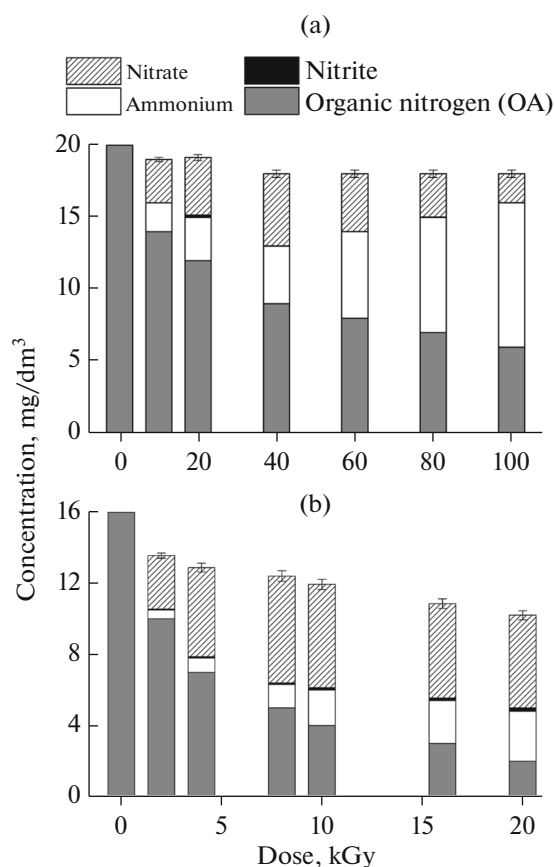 (a)
Nitrate
Nitrite
Ammonium
Organic nitrogen (OA)
20
15
10
5
0
0 20 40 60 80 100
Concentration, mg/dm³
(b)
16
12
8
4
0
0 5 10 15 20
Dose, kGy